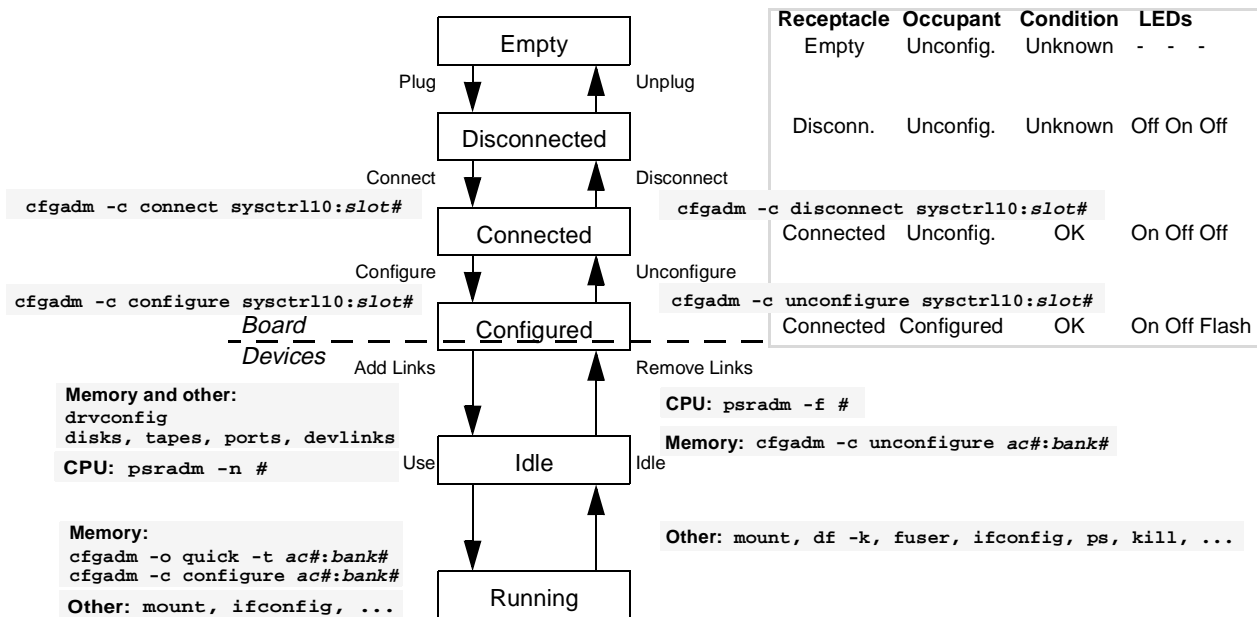 Receptacle Occupant Condition LEDs
Empty
Empty Unconfig. Unknown - - -
Plug
Unplug
Disconnected
Disconn. Unconfig. Unknown Off On Off
Connect
Disconnect
cfgadm -c connect sysctrl10:slot#
cfgadm -c disconnect sysctrl10:slot#
Connected
Connected Unconfig. OK On Off Off
Configure
Unconfigure
cfgadm -c configure sysctrl10:slot#
cfgadm -c unconfigure sysctrl10:slot#
Board
Configured
Connected Configured OK On Off Flash
Devices
Add Links
Remove Links
Memory and other:
drvconfig
disks, tapes, ports, devlinks
CPU: psradm -n #
CPU: psradm -f #
Memory: cfgadm -c unconfigure ac#:bank#
Use
Idle
Idle
Memory:
cfgadm -o quick -t ac#:bank#
cfgadm -c configure ac#:bank#
Other: mount, ifconfig, ...
Other: mount, df -k, fuser, ifconfig, ps, kill, ...
Running